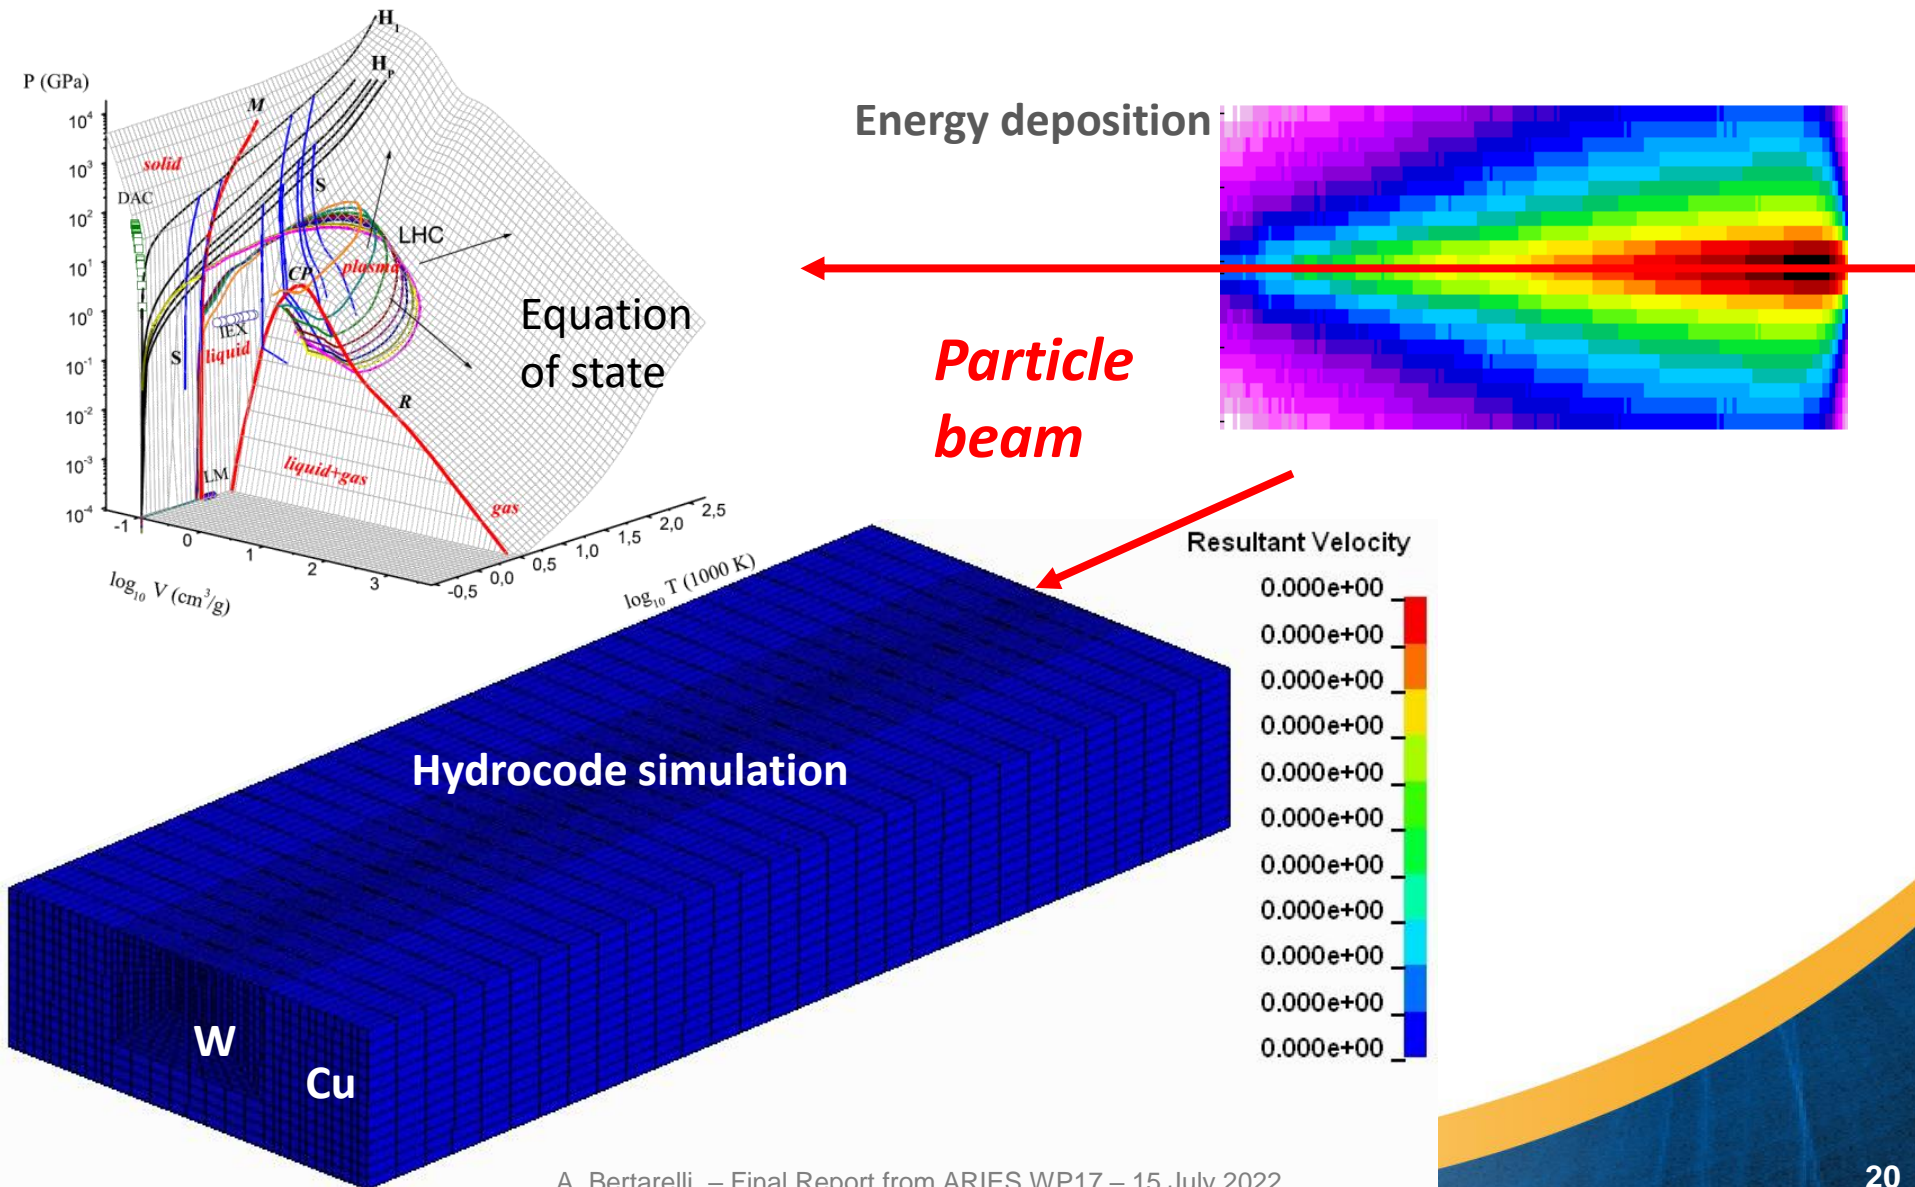 P (GPa)
10⁴
10³
10²
10¹
10⁰
10⁻¹
10⁻²
10⁻³
10⁻⁴
H₁
Hₚ
M
solid
DAC
S
LHC
CP
plasma
IEX
liquid
S
R
LM
liquid+gas
gas
-1
0
1
2
3
log₁₀ V (cm³/g)
-0,5
0,0
0,5
1,0
1,5
2,0
2,5
log₁₀ T (1000 K)
Equation
of state
Energy deposition
Particle
beam
Resultant Velocity
0.000e+00
0.000e+00
0.000e+00
0.000e+00
0.000e+00
0.000e+00
0.000e+00
0.000e+00
0.000e+00
0.000e+00
0.000e+00
Hydrocode simulation
W
Cu
A. Bertarelli – Final Report from ARIES WP17 – 15 July 2022
20